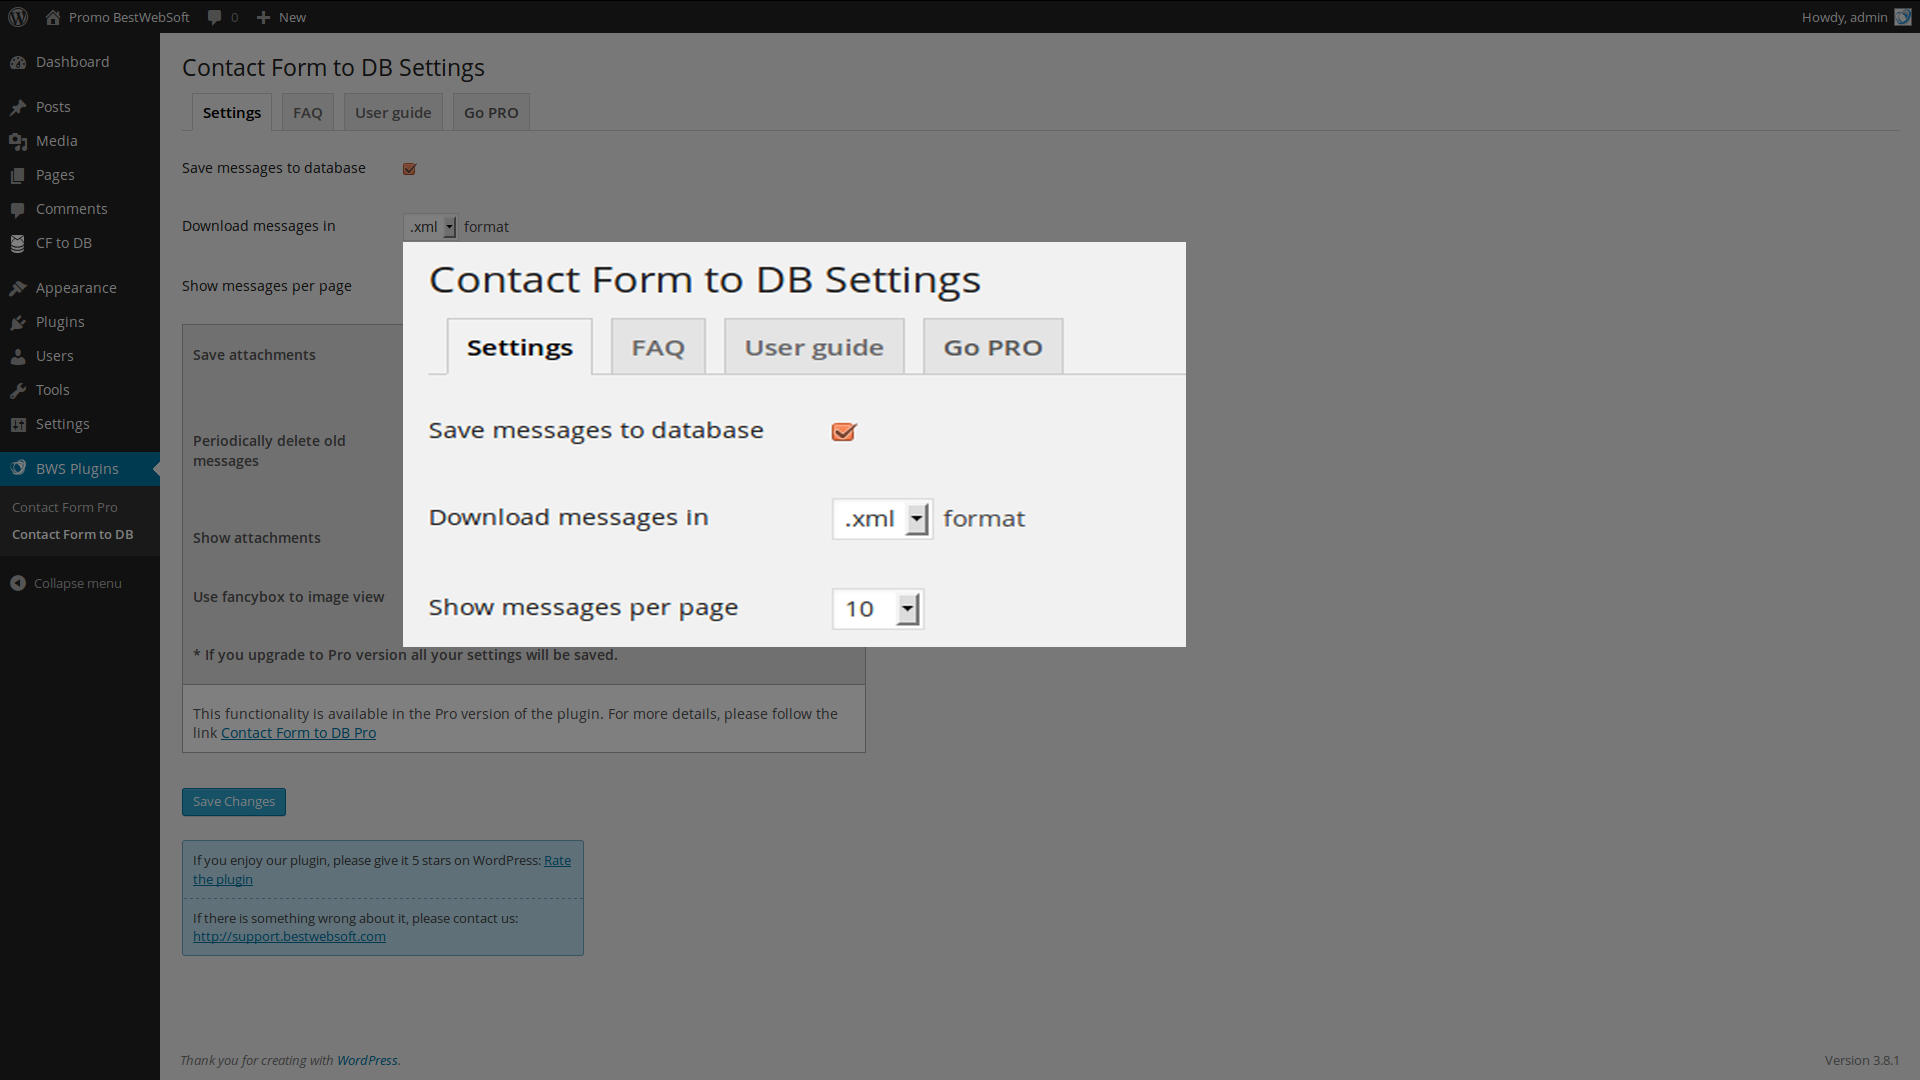 Promo BestWebSoft 0 New Howdy, admin
Dashboard
Posts
Media
Pages
Comments
CF to DB
Appearance
Plugins
Users
Tools
Settings
BWS Plugins
Contact Form Pro
Contact Form to DB
Collapse menu
Contact Form to DB Settings
Settings FAQ User guide Go PRO
Save messages to database
Download messages in .xml format
Show messages per page
Save attachments
Periodically delete old
messages
Show attachments
Use fancybox to image view
Contact Form to DB Settings
Settings FAQ User guide Go PRO
Save messages to database
Download messages in .xml format
Show messages per page 10
* If you upgrade to Pro version all your settings will be saved.
This functionality is available in the Pro version of the plugin. For more details, please follow the
link Contact Form to DB Pro
Save Changes
If you enjoy our plugin, please give it 5 stars on WordPress: Rate
the plugin
If there is something wrong about it, please contact us:
http://support.bestwebsoft.com
Thank you for creating with WordPress.
Version 3.8.1